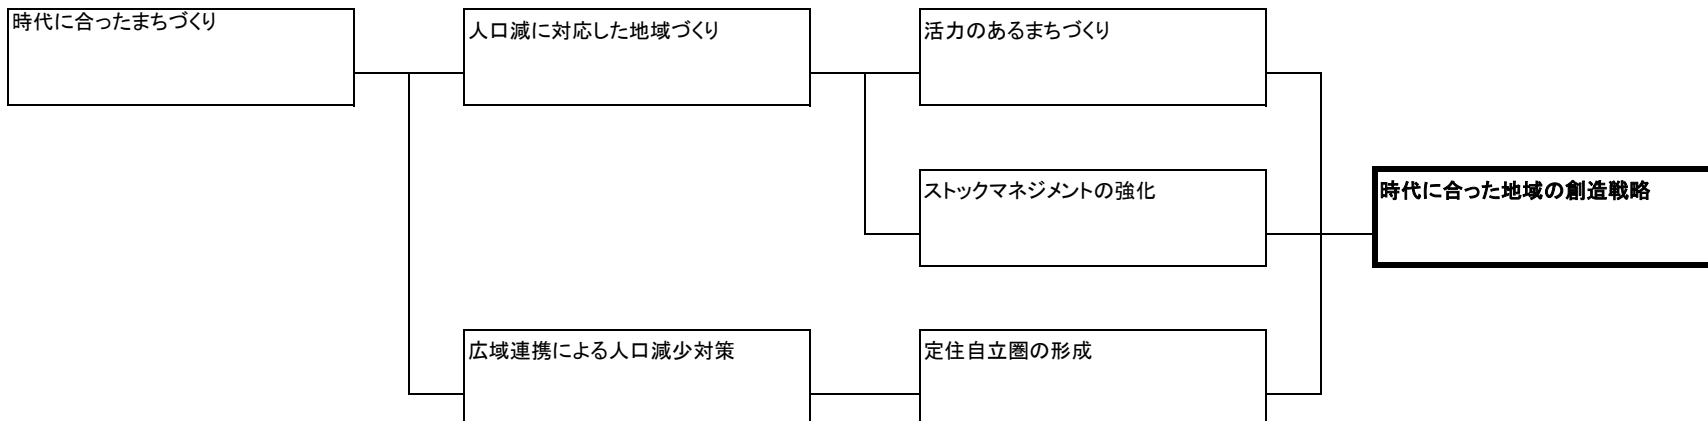 時代に合ったまちづくり
人口減に対応した地域づくり
活力のあるまちづくり
ストックマネジメントの強化
時代に合った地域の創造戦略
広域連携による人口減少対策
定住自立圏の形成